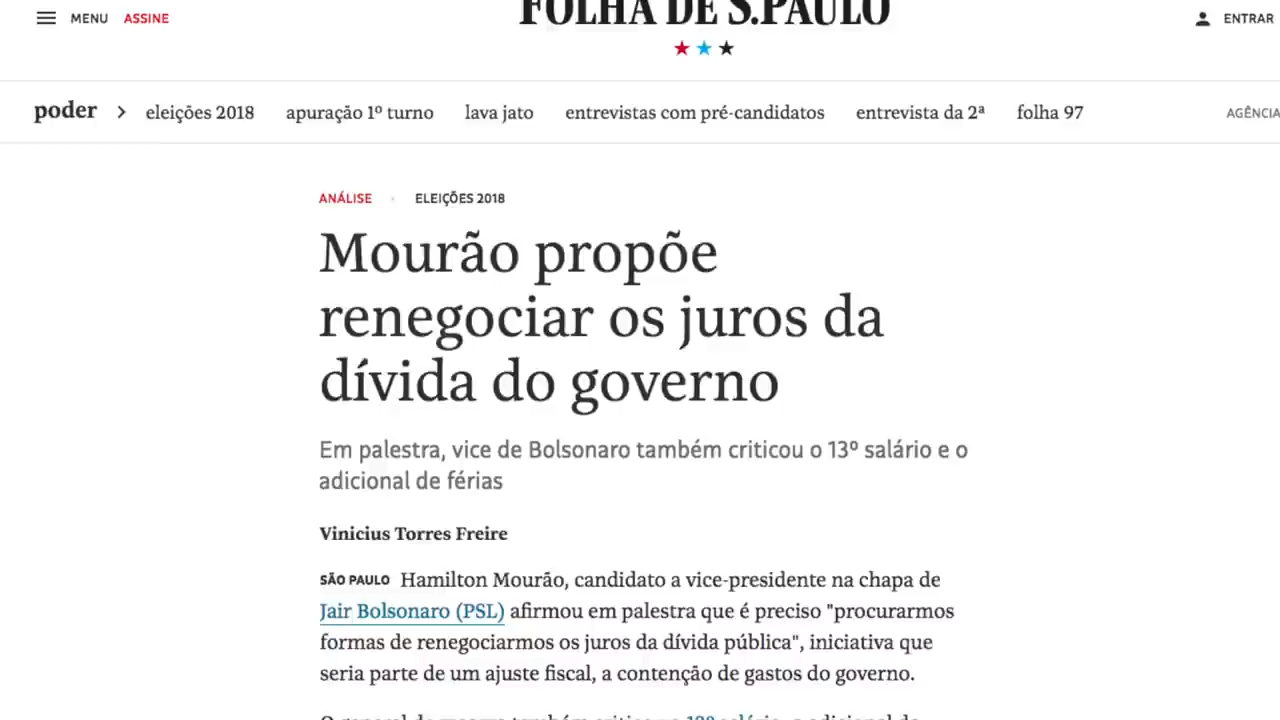 MENU ASSINE
FOLHA DE S.PAULO
ENTRAR
poder > eleições 2018 apuração 1º turno lava jato entrevistas com pré-candidatos entrevista da 2ª folha 97 AGÊNCIA
ANÁLISE ELEIÇÕES 2018
Mourão propõe
renegociar os juros da
dívida do governo
Em palestra, vice de Bolsonaro também criticou o 13º salário e o
adicional de férias
Vinicius Torres Freire
SÃO PAULO Hamilton Mourão, candidato a vice-presidente na chapa de
Jair Bolsonaro (PSL) afirmou em palestra que é preciso "procurarmos
formas de renegociarmos os juros da dívida pública", iniciativa que
seria parte de um ajuste fiscal, a contenção de gastos do governo.